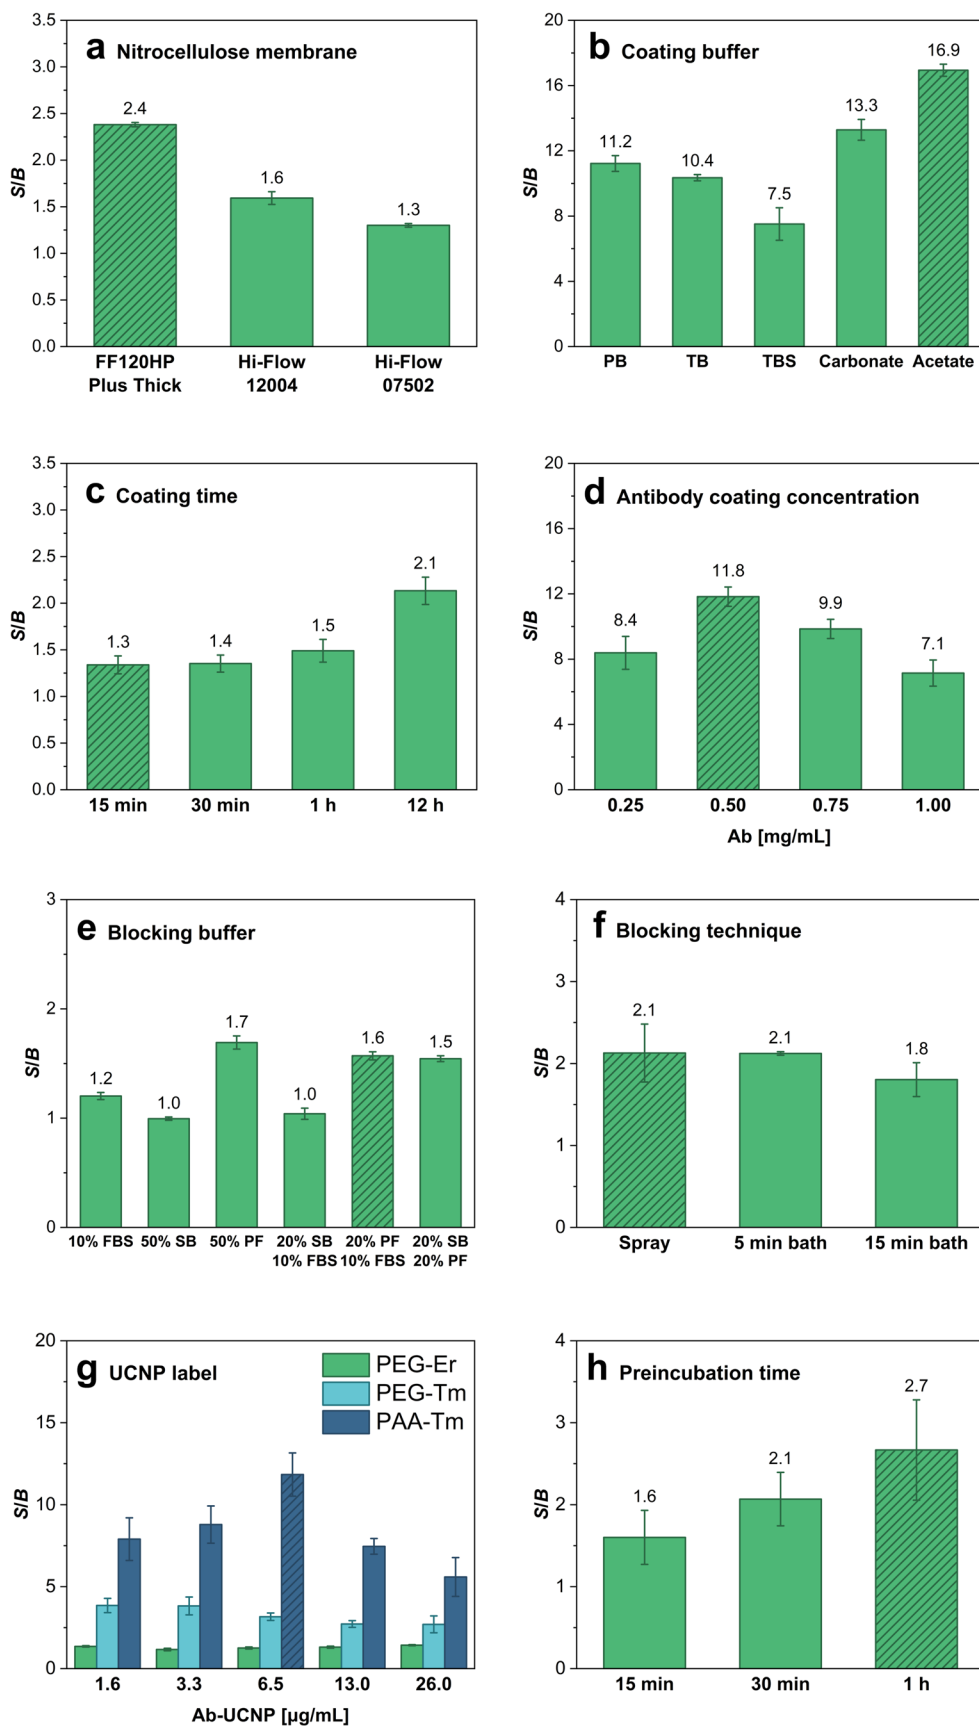 a Nitrocellulose membrane
S/B
3.5
3.0
2.5
2.0
1.5
1.0
0.5
0.0
2.4
1.6
1.3
FF120HP Hi-Flow Hi-Flow
Plus Thick 12004 07502
b Coating buffer
S/B
20
16
12
8
4
0
11.2
10.4
7.5
13.3
16.9
PB TB TBS Carbonate Acetate
c Coating time
S/B
3.5
3.0
2.5
2.0
1.5
1.0
0.5
0.0
1.3
1.4
1.5
2.1
15 min 30 min 1 h 12 h
d Antibody coating concentration
S/B
20
16
12
8
4
0
8.4
11.8
9.9
7.1
0.25 0.50 0.75 1.00
Ab [mg/mL]
e Blocking buffer
S/B
3
2
1
0
1.2
1.0
1.7
1.0
1.6
1.5
10% FBS 50% SB 50% PF 20% SB 20% PF 20% SB
10% FBS 10% FBS 20% PF
f Blocking technique
S/B
4
3
2
1
0
2.1
2.1
1.8
Spray 5 min bath 15 min bath
g UCNP label
S/B
20
15
10
5
0
PEG-Er
PEG-Tm
PAA-Tm
1.6 3.3 6.5 13.0 26.0
Ab-UCNP [µg/mL]
h Preincubation time
S/B
4
3
2
1
0
1.6
2.1
2.7
15 min 30 min 1 h